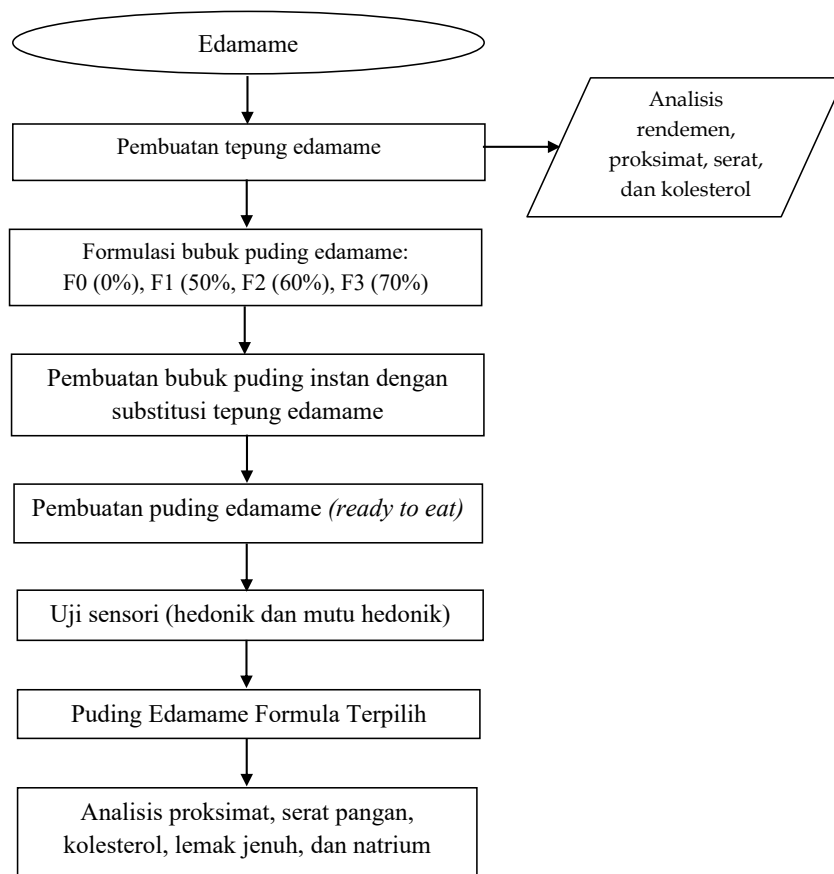 Edamame
Pembuatan tepung edamame
Analisis
rendemen,
proksimat, serat,
dan kolesterol
Formulasi bubuk puding edamame:
F0 (0%), F1 (50%, F2 (60%), F3 (70%)
Pembuatan bubuk puding instan dengan
substitusi tepung edamame
Pembuatan puding edamame (ready to eat)
Uji sensori (hedonik dan mutu hedonik)
Puding Edamame Formula Terpilih
Analisis proksimat, serat pangan,
kolesterol, lemak jenuh, dan natrium